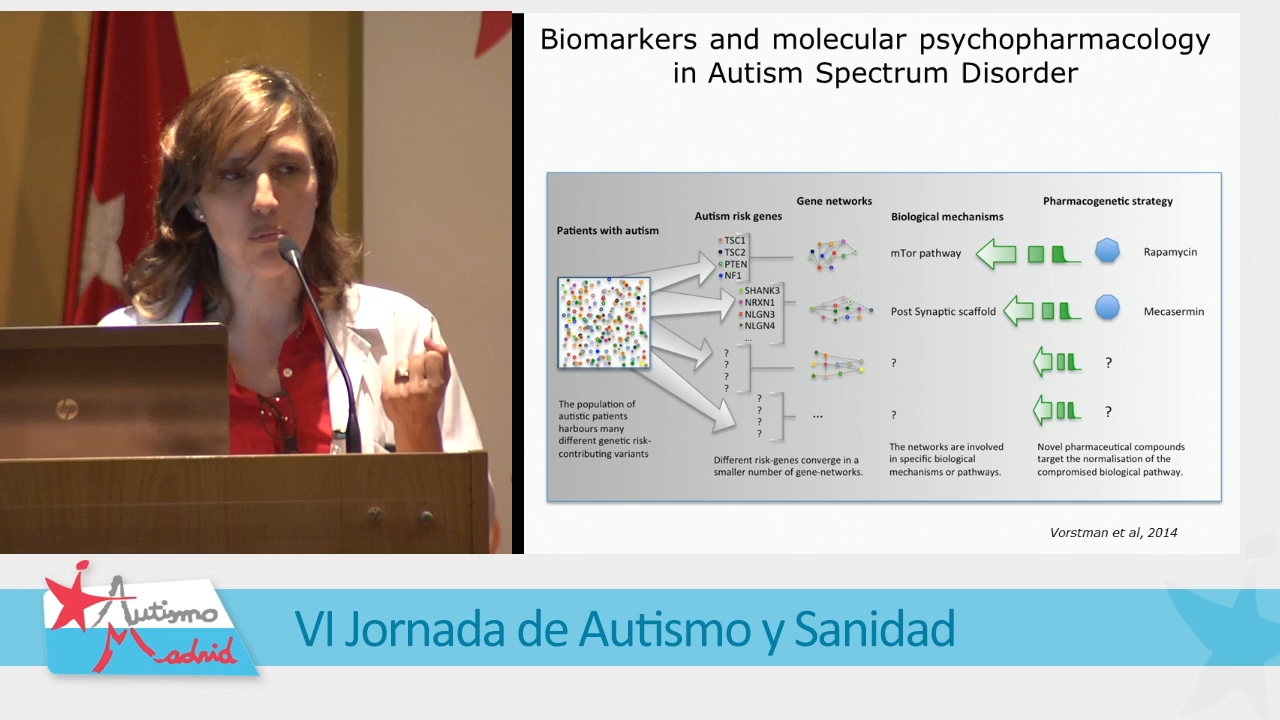 Biomarkers and molecular psychopharmacology
in Autism Spectrum Disorder
Patients with autism
Autism risk genes
Gene networks
Biological mechanisms
Pharmacogenetic strategy
TSC1
TSC2
PTEN
NF1
mTor pathway
Rapamycin
SHANK3
NRXN1
NLGN3
NLGN4
...
Post Synaptic scaffold
Mecasermin
?
?
?
?
?
?
?
?
?
?
...
?
?
The population of
autistic patients
harbours many
different genetic risk-
contributing variants
Different risk-genes converge in a
smaller number of gene-networks.
The networks are involved
in specific biological
mechanisms or pathways.
Novel pharmaceutical compounds
target the normalisation of the
compromised biological pathway.
Vorstman et al, 2014
hp
Autismo
Madrid
VI Jornada de Autismo y Sanidad